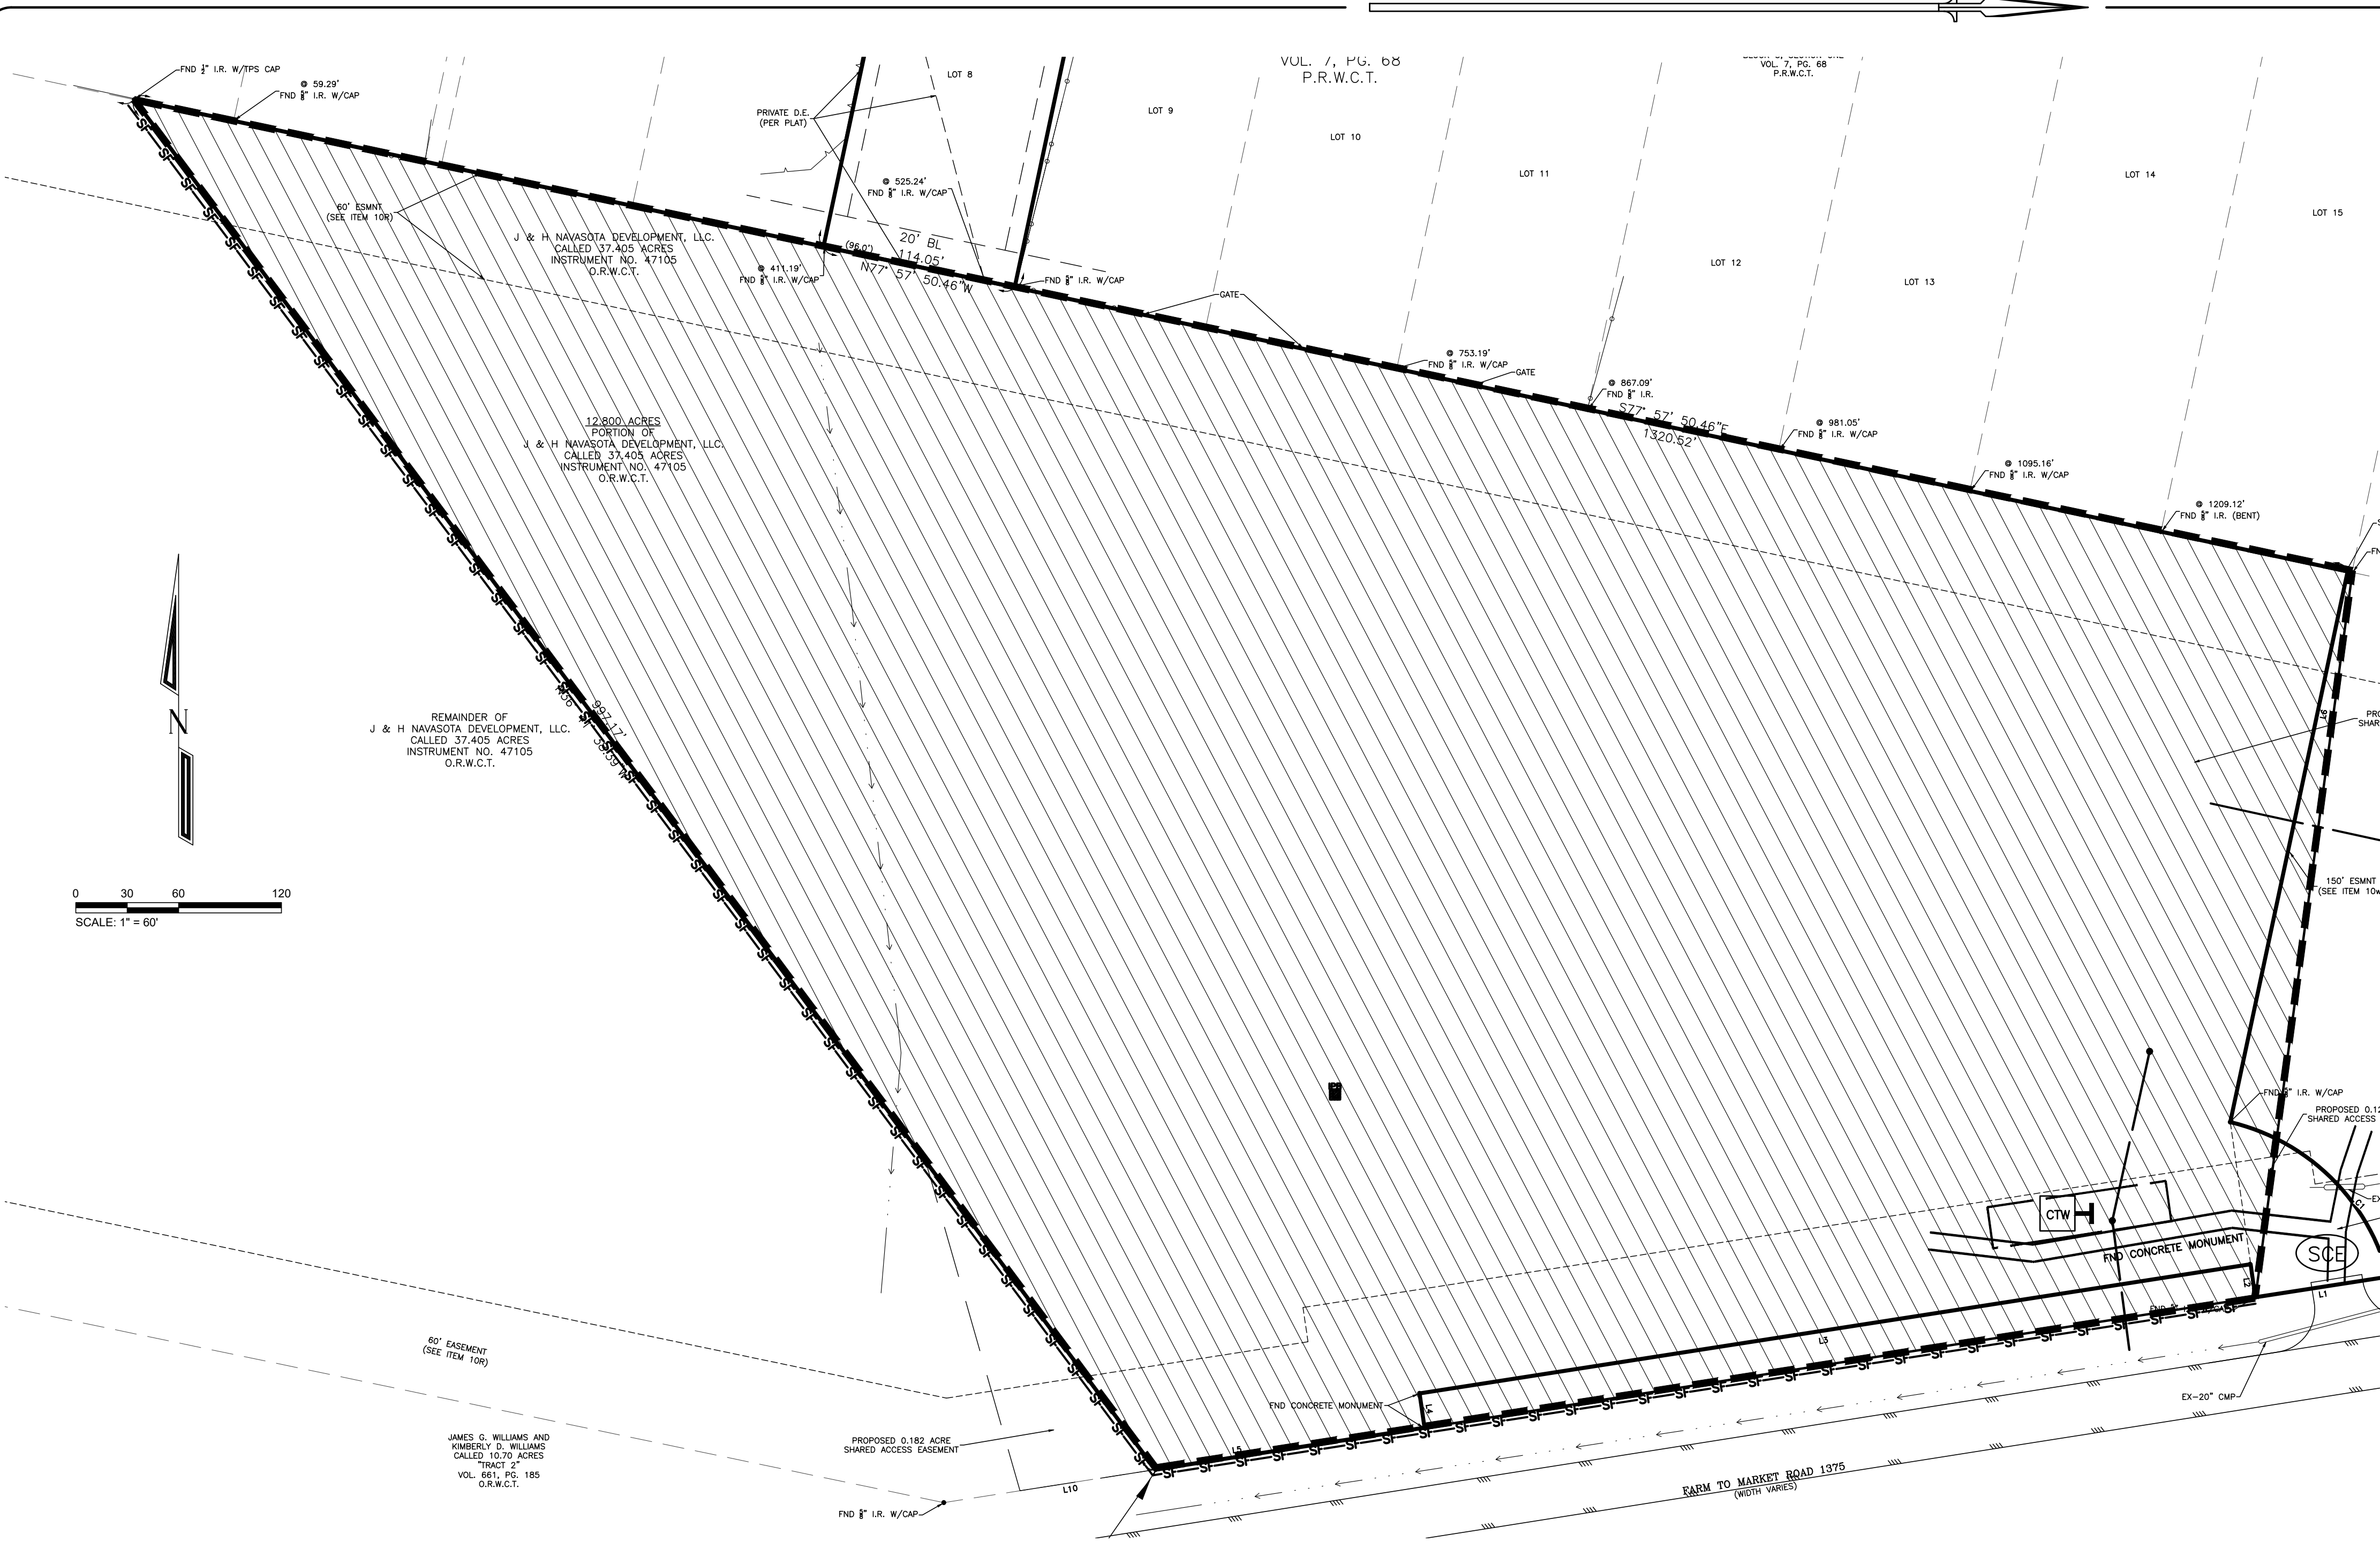 VOL. 7, PG. 68
P.R.W.C.T.
VOL. 7, PG. 68
P.R.W.C.T.
FND ½" I.R. W/TPS CAP
@ 59.29'
FND ⅝" I.R. W/CAP
LOT 8
PRIVATE D.E.
(PER PLAT)
LOT 9
LOT 10
LOT 11
LOT 12
LOT 13
LOT 14
LOT 15
@ 525.24'
FND ⅝" I.R. W/CAP
60' ESMNT
(SEE ITEM 10R)
J & H NAVASOTA DEVELOPMENT, LLC.
CALLED 37.405 ACRES
INSTRUMENT NO. 47105
O.R.W.C.T.
(96.0')
20' BL
114.05'
N77° 57' 50.46"W
@ 411.19'
FND ⅝" I.R. W/CAP
FND ⅝" I.R. W/CAP
GATE
@ 753.19'
FND ⅝" I.R. W/CAP
GATE
@ 867.09'
FND ⅝" I.R.
S77° 57' 50.46"E
1320.52'
@ 981.05'
FND ⅝" I.R. W/CAP
@ 1095.16'
FND ⅝" I.R. W/CAP
@ 1209.12'
FND ⅝" I.R. (BENT)
12.800 ACRES
PORTION OF
J & H NAVASOTA DEVELOPMENT, LLC.
CALLED 37.405 ACRES
INSTRUMENT NO. 47105
O.R.W.C.T.
N
REMAINDER OF
J & H NAVASOTA DEVELOPMENT, LLC.
CALLED 37.405 ACRES
INSTRUMENT NO. 47105
O.R.W.C.T.
997.17'
SF
0 30 60 120
SCALE: 1" = 60'
150' ESMNT
FND ⅝" I.R. W/CAP
SHARED ACCESS
C1
CTW
FND CONCRETE MONUMENT
SCE
L2
L1
L3
60' EASEMENT
(SEE ITEM 10R)
FND CONCRETE MONUMENT
L4
L5
EX-20" CMP
JAMES G. WILLIAMS AND
KIMBERLY D. WILLIAMS
CALLED 10.70 ACRES
"TRACT 2"
VOL. 661, PG. 185
O.R.W.C.T.
PROPOSED 0.182 ACRE
SHARED ACCESS EASEMENT
L10
FND ⅝" I.R. W/CAP
FARM TO MARKET ROAD 1375
(WIDTH VARIES)